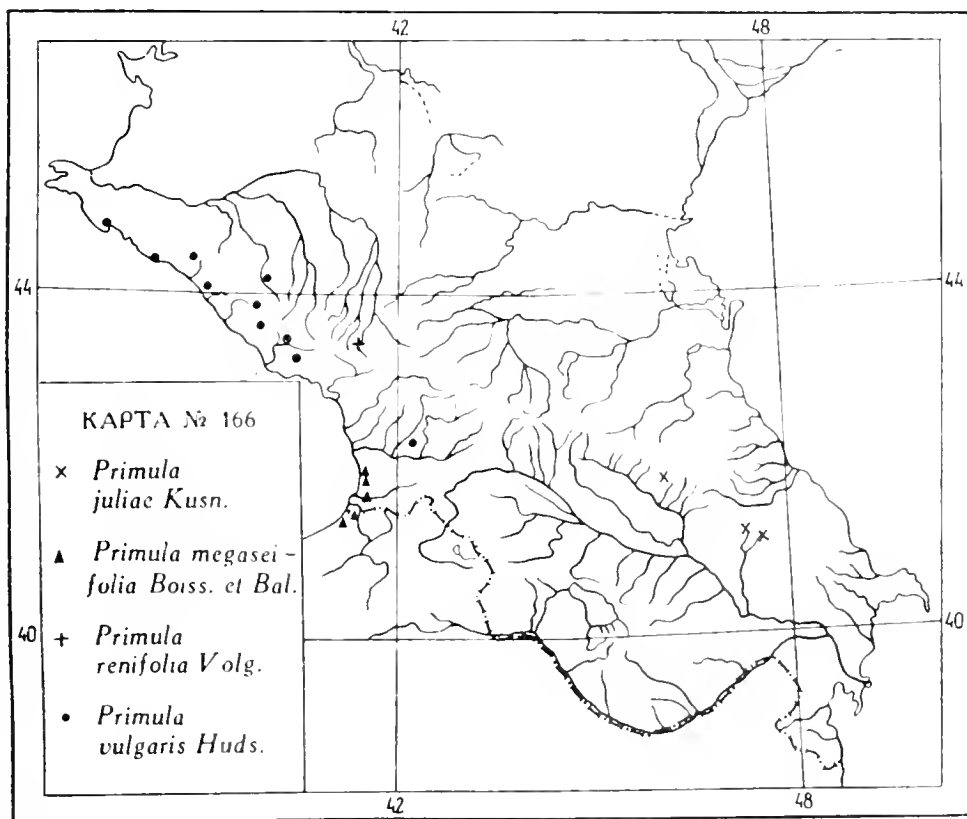 42 48
44 44
КАРТА № 166
× Primula
juliae Kusn.
▲ Primula megasei-
folia Boiss. et Bal.
+ Primula
renifolia Volg.
• Primula
vulgaris Huds.
40 40
42 48